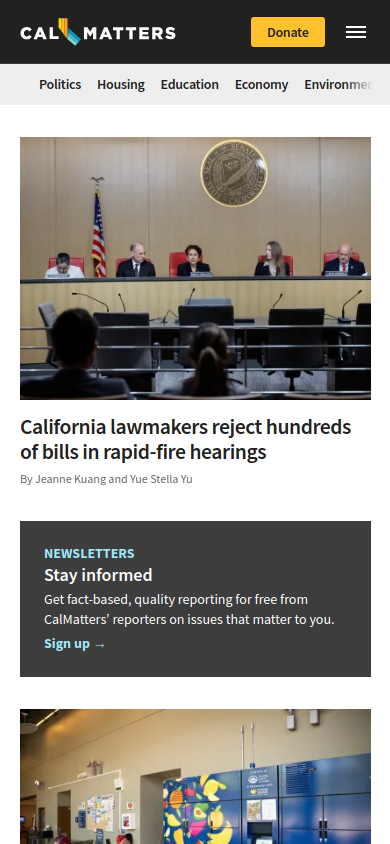 CAL MATTERS
Donate
Politics Housing Education Economy
California lawmakers reject hundreds
of bills in rapid-fire hearings
By Jeanne Kuang and Yue Stella Yu
NEWSLETTERS
Stay informed
Get fact-based, quality reporting for free from
CalMatters’ reporters on issues that matter to you.
Sign up →